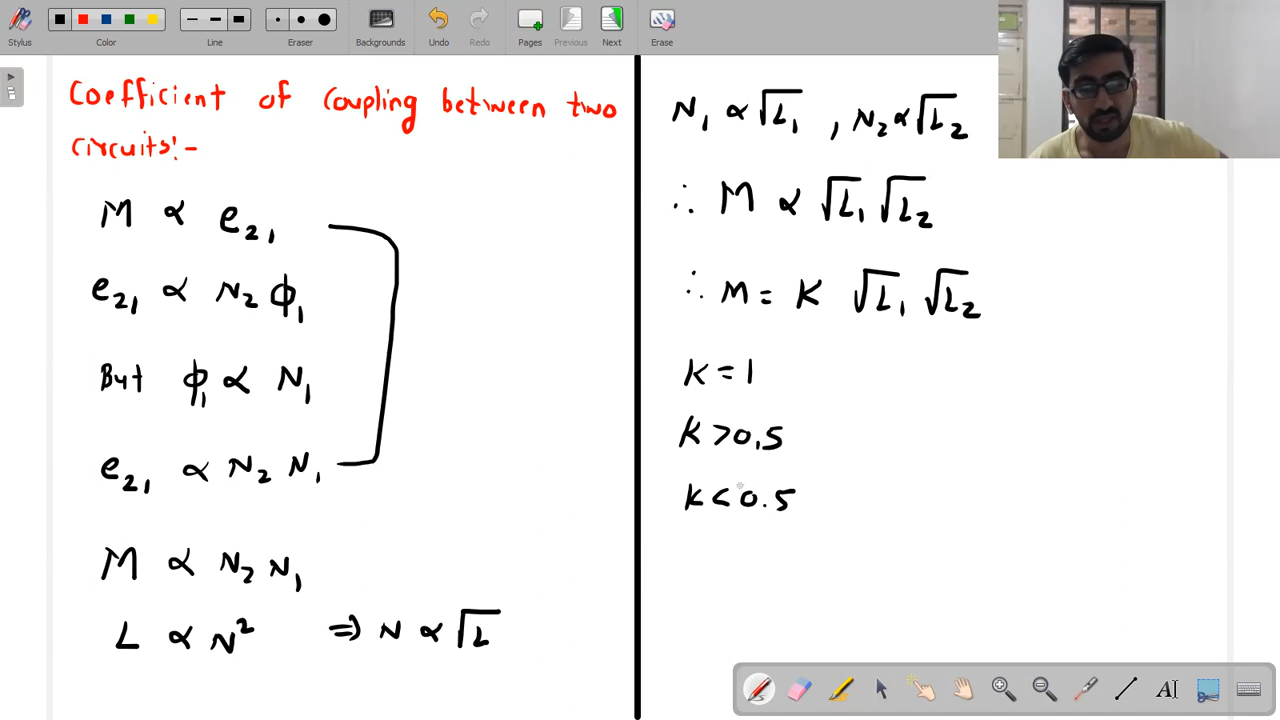 Stylus
Color
Line
Eraser
Backgrounds
Undo
Redo
Pages
Previous
Next
Erase
Coefficient of coupling between two
circuits:-
M ∝ e₂₁
e₂₁ ∝ N₂ ϕ₁
But ϕ₁ ∝ N₁
e₂₁ ∝ N₂ N₁
M ∝ N₂ N₁
L ∝ N² ⇒ N ∝ √L
N₁ ∝ √L₁ , N₂ ∝ √L₂
∴ M ∝ √L₁ √L₂
∴ M = K √L₁ √L₂
K = 1
K > 0.5
K < 0.5
A